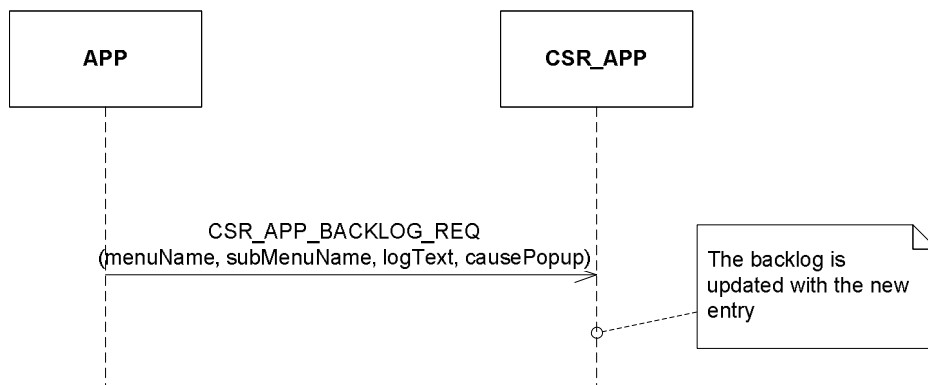 APP
CSR_APP
CSR_APP_BACKLOG_REQ
(menuName, subMenuName, logText, causePopup)
The backlog is
updated with the new
entry